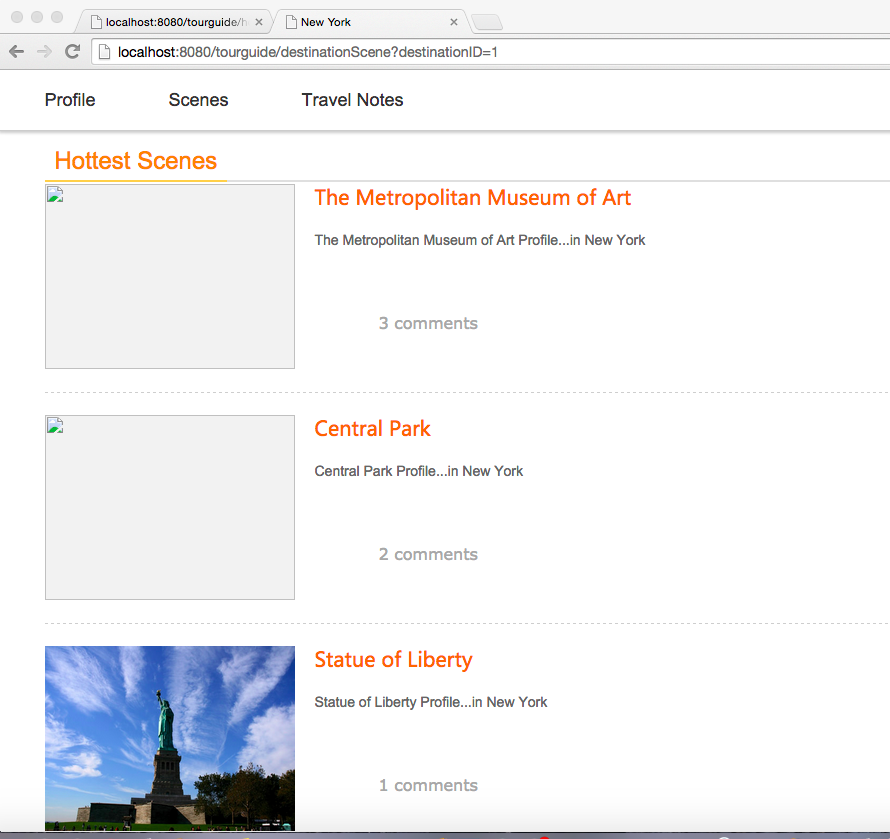 localhost:8080/tourguide/h
New York
localhost:8080/tourguide/destinationScene?destinationID=1
Profile Scenes Travel Notes
Hottest Scenes
The Metropolitan Museum of Art
The Metropolitan Museum of Art Profile...in New York
3 comments
Central Park
Central Park Profile...in New York
2 comments
Statue of Liberty
Statue of Liberty Profile...in New York
1 comments